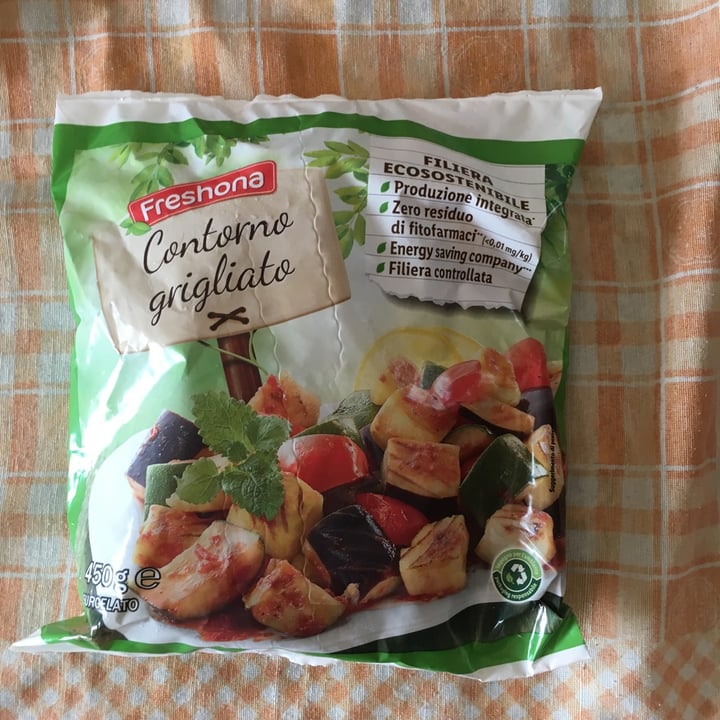 Freshona
Contorno
grigliato
FILIERA
ECOSOSTENIBILE
Produzione integrata*
Zero residuo
di fitofarmaci**(<0,01 mg/kg)
Energy saving company***
Filiera controllata
450g e
SURGELATO